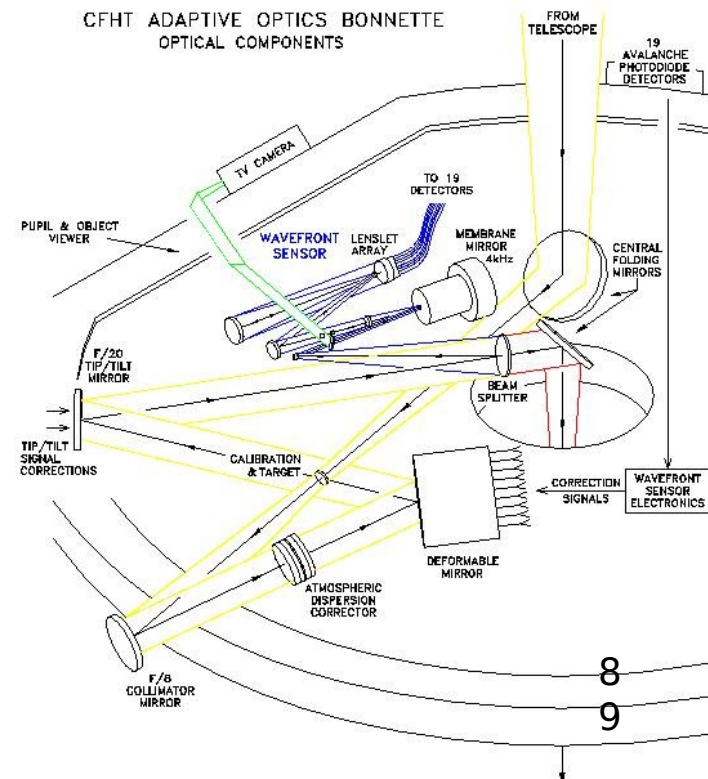 CFHT ADAPTIVE OPTICS BONNETTE
OPTICAL COMPONENTS
FROM
TELESCOPE
19
AVALANCHE
PHOTODIODE
DETECTORS
TV CAMERA
TO 19
DETECTORS
PUPIL & OBJECT
VIEWER
WAVEFRONT
SENSOR
LENSLET
ARRAY
MEMBRANE
MIRROR
4kHz
CENTRAL
FOLDING
MIRRORS
F/20
TIP/TILT
MIRROR
BEAM
SPLITTER
TIP/TILT
SIGNAL
CORRECTIONS
CALIBRATION
& TARGET
CORRECTION
SIGNALS
WAVEFRONT
SENSOR
ELECTRONICS
DEFORMABLE
MIRROR
ATMOSPHERIC
DISPERSION
CORRECTOR
F/8
COLLIMATOR
MIRROR
8
9